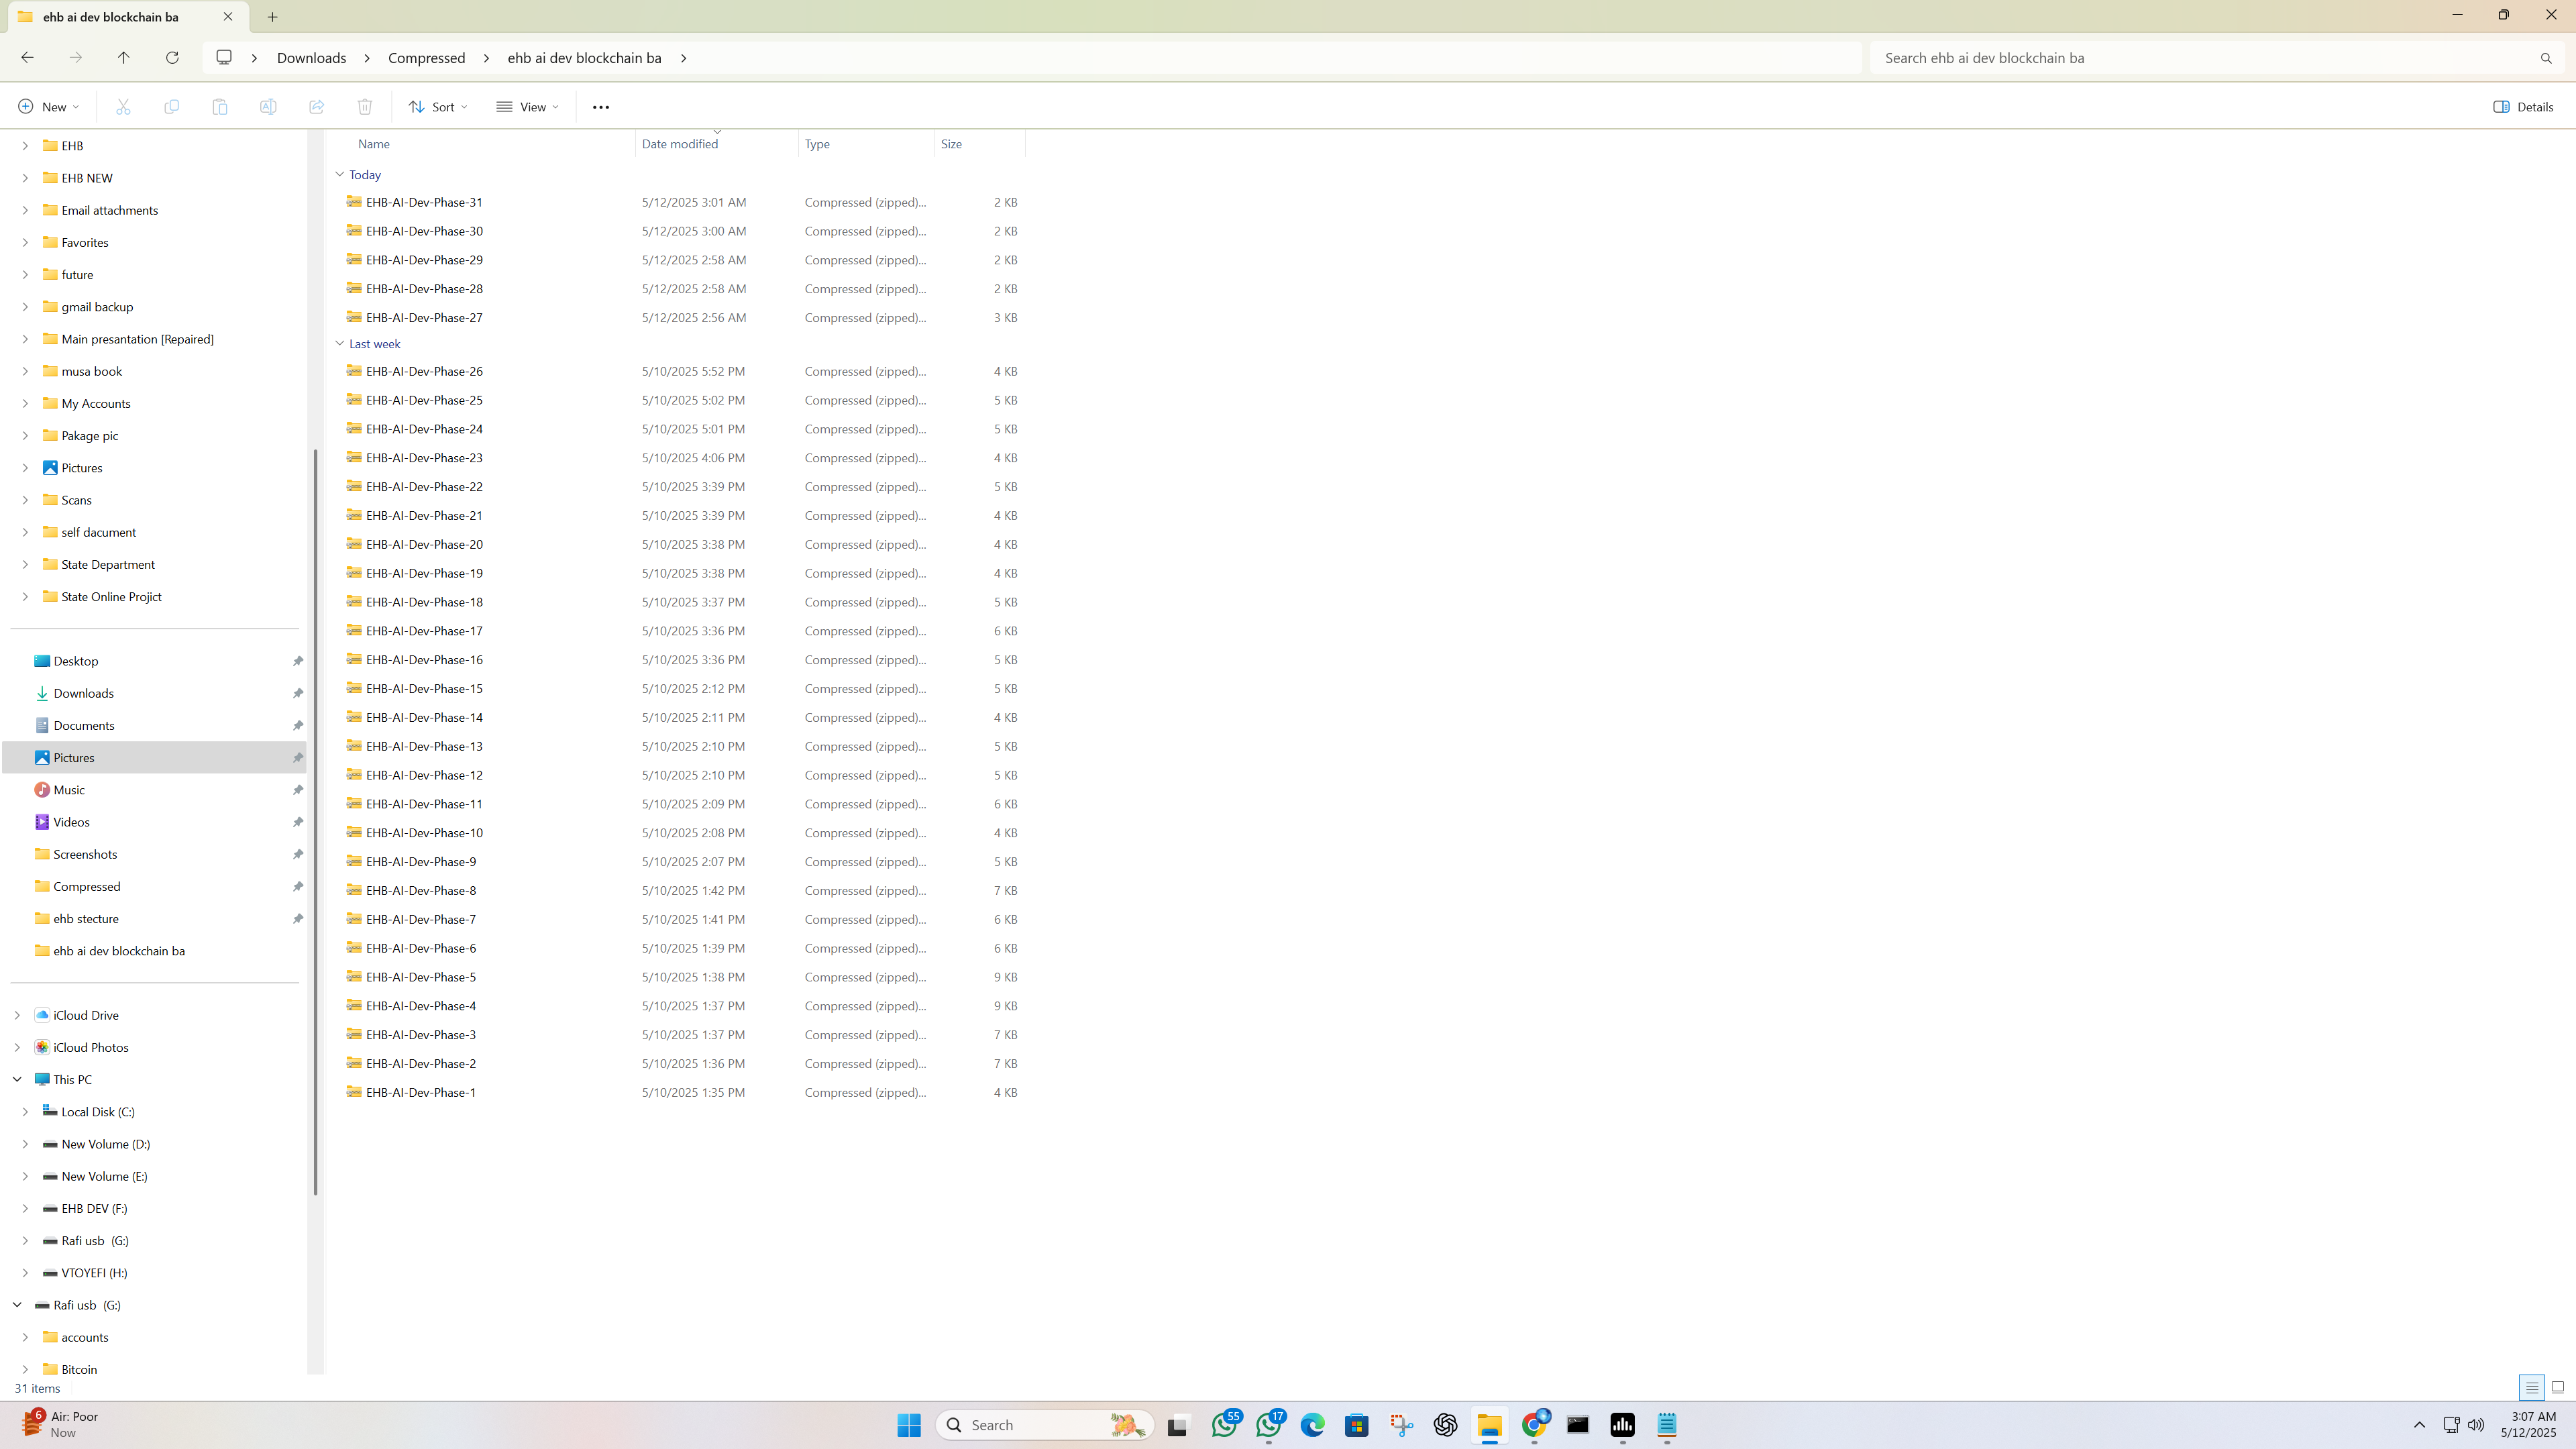 ehb ai dev blockchain ba
Downloads > Compressed > ehb ai dev blockchain ba >
Search ehb ai dev blockchain ba
New
Sort
View
Details
EHB
EHB NEW
Email attachments
Favorites
future
gmail backup
Main presantation [Repaired]
musa book
My Accounts
Pakage pic
Pictures
Scans
self dacument
State Department
State Online Projict
Desktop
Downloads
Documents
Pictures
Music
Videos
Screenshots
Compressed
ehb stecture
ehb ai dev blockchain ba
iCloud Drive
iCloud Photos
This PC
Local Disk (C:)
New Volume (D:)
New Volume (E:)
EHB DEV (F:)
Rafi usb (G:)
VTOYEFI (H:)
Rafi usb (G:)
accounts
Bitcoin
Name Date modified Type Size
Today
EHB-AI-Dev-Phase-31 5/12/2025 3:01 AM Compressed (zipped)... 2 KB
EHB-AI-Dev-Phase-30 5/12/2025 3:00 AM Compressed (zipped)... 2 KB
EHB-AI-Dev-Phase-29 5/12/2025 2:58 AM Compressed (zipped)... 2 KB
EHB-AI-Dev-Phase-28 5/12/2025 2:58 AM Compressed (zipped)... 2 KB
EHB-AI-Dev-Phase-27 5/12/2025 2:56 AM Compressed (zipped)... 3 KB
Last week
EHB-AI-Dev-Phase-26 5/10/2025 5:52 PM Compressed (zipped)... 4 KB
EHB-AI-Dev-Phase-25 5/10/2025 5:02 PM Compressed (zipped)... 5 KB
EHB-AI-Dev-Phase-24 5/10/2025 5:01 PM Compressed (zipped)... 5 KB
EHB-AI-Dev-Phase-23 5/10/2025 4:06 PM Compressed (zipped)... 4 KB
EHB-AI-Dev-Phase-22 5/10/2025 3:39 PM Compressed (zipped)... 5 KB
EHB-AI-Dev-Phase-21 5/10/2025 3:39 PM Compressed (zipped)... 4 KB
EHB-AI-Dev-Phase-20 5/10/2025 3:38 PM Compressed (zipped)... 4 KB
EHB-AI-Dev-Phase-19 5/10/2025 3:38 PM Compressed (zipped)... 4 KB
EHB-AI-Dev-Phase-18 5/10/2025 3:37 PM Compressed (zipped)... 5 KB
EHB-AI-Dev-Phase-17 5/10/2025 3:36 PM Compressed (zipped)... 6 KB
EHB-AI-Dev-Phase-16 5/10/2025 3:36 PM Compressed (zipped)... 5 KB
EHB-AI-Dev-Phase-15 5/10/2025 2:12 PM Compressed (zipped)... 5 KB
EHB-AI-Dev-Phase-14 5/10/2025 2:11 PM Compressed (zipped)... 4 KB
EHB-AI-Dev-Phase-13 5/10/2025 2:10 PM Compressed (zipped)... 5 KB
EHB-AI-Dev-Phase-12 5/10/2025 2:10 PM Compressed (zipped)... 5 KB
EHB-AI-Dev-Phase-11 5/10/2025 2:09 PM Compressed (zipped)... 6 KB
EHB-AI-Dev-Phase-10 5/10/2025 2:08 PM Compressed (zipped)... 4 KB
EHB-AI-Dev-Phase-9 5/10/2025 2:07 PM Compressed (zipped)... 5 KB
EHB-AI-Dev-Phase-8 5/10/2025 1:42 PM Compressed (zipped)... 7 KB
EHB-AI-Dev-Phase-7 5/10/2025 1:41 PM Compressed (zipped)... 6 KB
EHB-AI-Dev-Phase-6 5/10/2025 1:39 PM Compressed (zipped)... 6 KB
EHB-AI-Dev-Phase-5 5/10/2025 1:38 PM Compressed (zipped)... 9 KB
EHB-AI-Dev-Phase-4 5/10/2025 1:37 PM Compressed (zipped)... 9 KB
EHB-AI-Dev-Phase-3 5/10/2025 1:37 PM Compressed (zipped)... 7 KB
EHB-AI-Dev-Phase-2 5/10/2025 1:36 PM Compressed (zipped)... 7 KB
EHB-AI-Dev-Phase-1 5/10/2025 1:35 PM Compressed (zipped)... 4 KB
31 items
6
Air: Poor
Now
Search
55
17
3:07 AM
5/12/2025